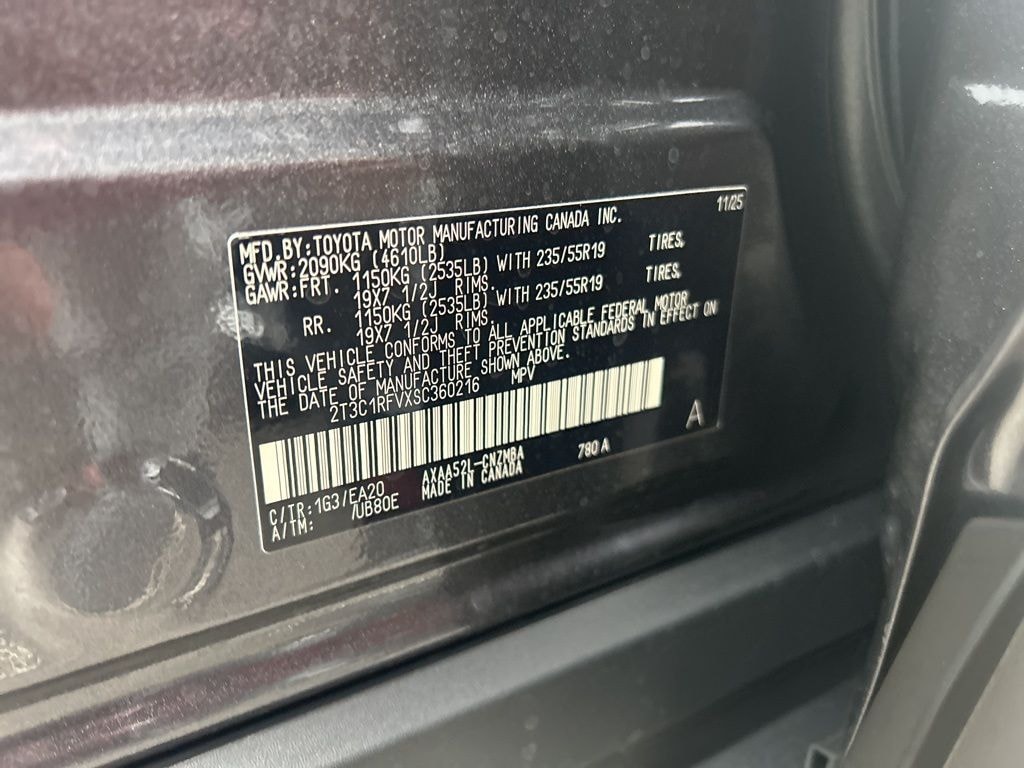 11/25
MFD.BY:TOYOTA MOTOR MANUFACTURING CANADA INC.
GVWR:2090KG (4610LB)
GAWR:FRT. 1150KG (2535LB) WITH 235/55R19 TIRES,
19X7 1/2J RIMS.
RR. 1150KG (2535LB) WITH 235/55R19 TIRES,
19X7 1/2J RIMS.
THIS VEHICLE CONFORMS TO ALL APPLICABLE FEDERAL MOTOR
VEHICLE SAFETY AND THEFT PREVENTION STANDARDS IN EFFECT ON
THE DATE OF MANUFACTURE SHOWN ABOVE.
2T3C1RFVXSC360216 MPV
A
C/TR:1G3/EA20 AXAA52L-CNZMBA 780 A
A/TM: /UB80E MADE IN CANADA